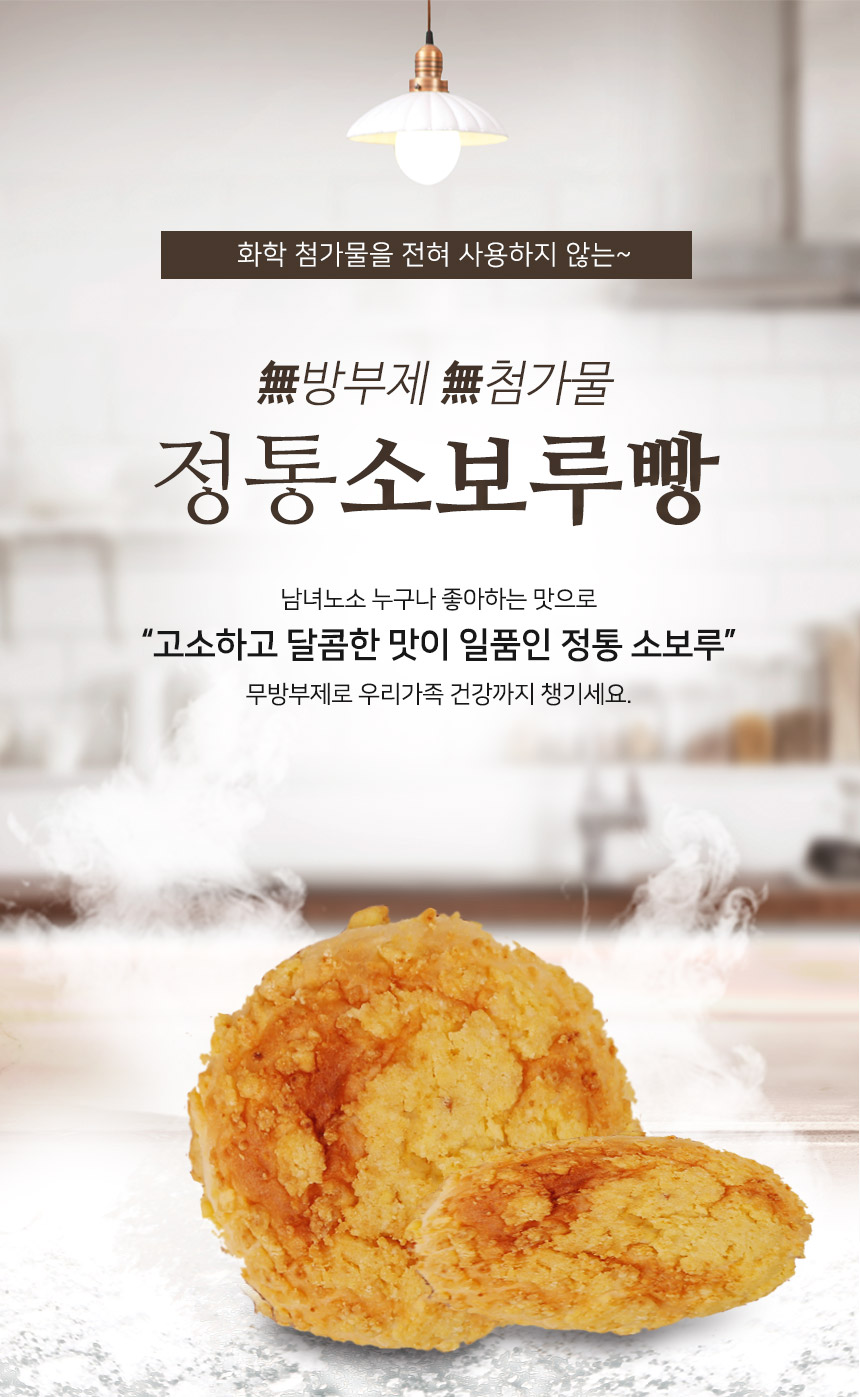 화학 첨가물을 전혀 사용하지 않는~
無방부제 無첨가물
정통소보루빵
남녀노소 누구나 좋아하는 맛으로
“고소하고 달콤한 맛이 일품인 정통 소보루”
무방부제로 우리가족 건강까지 챙기세요.